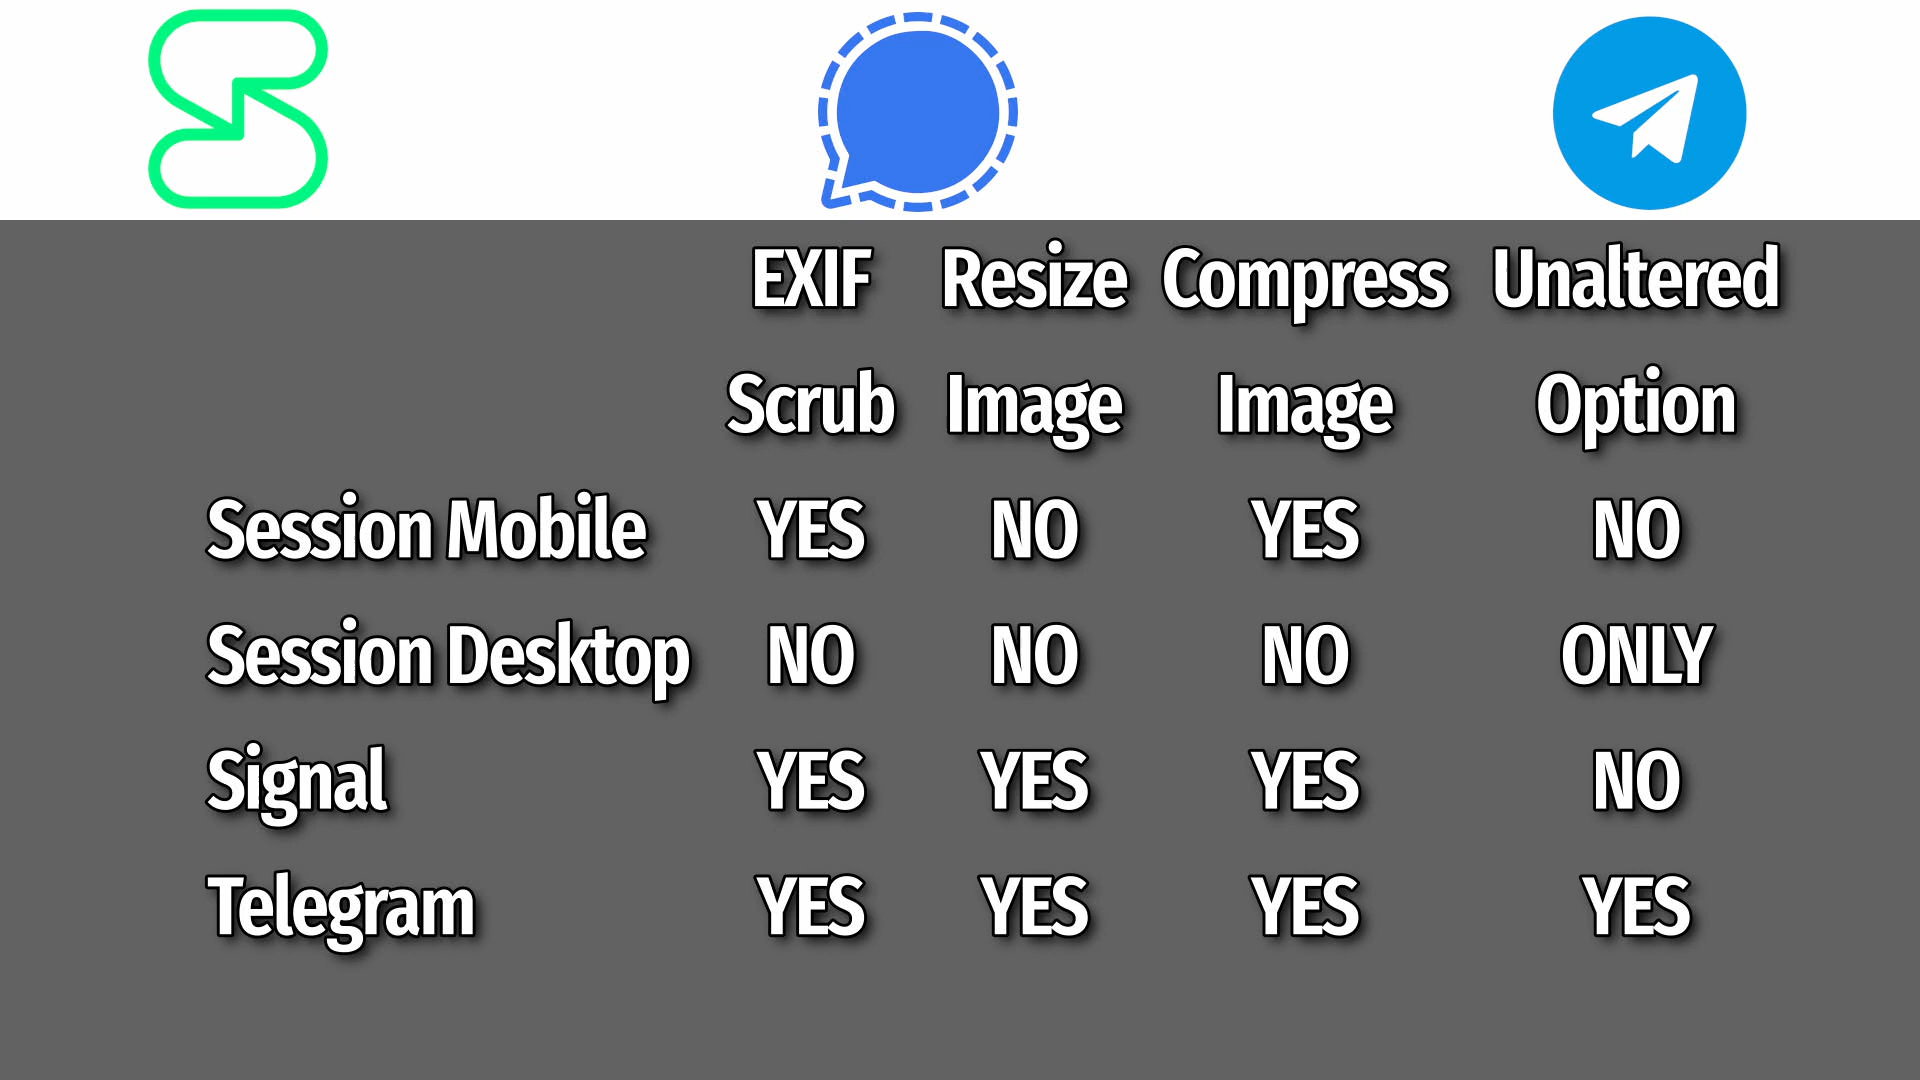 EXIF Resize Compress Unaltered
Scrub Image Image Option
Session Mobile YES NO YES NO
Session Desktop NO NO NO ONLY
Signal YES YES YES NO
Telegram YES YES YES YES